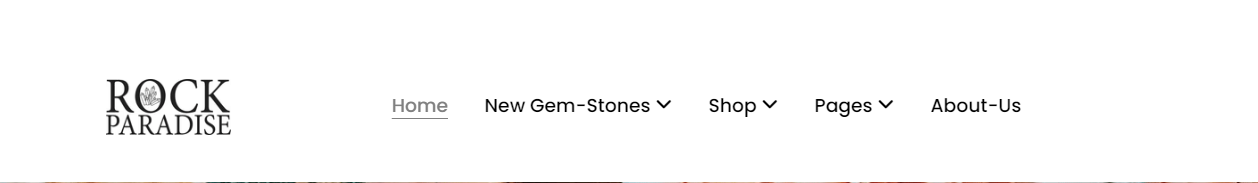 ROCK
PARADISE
Home New Gem-Stones Shop Pages About-Us